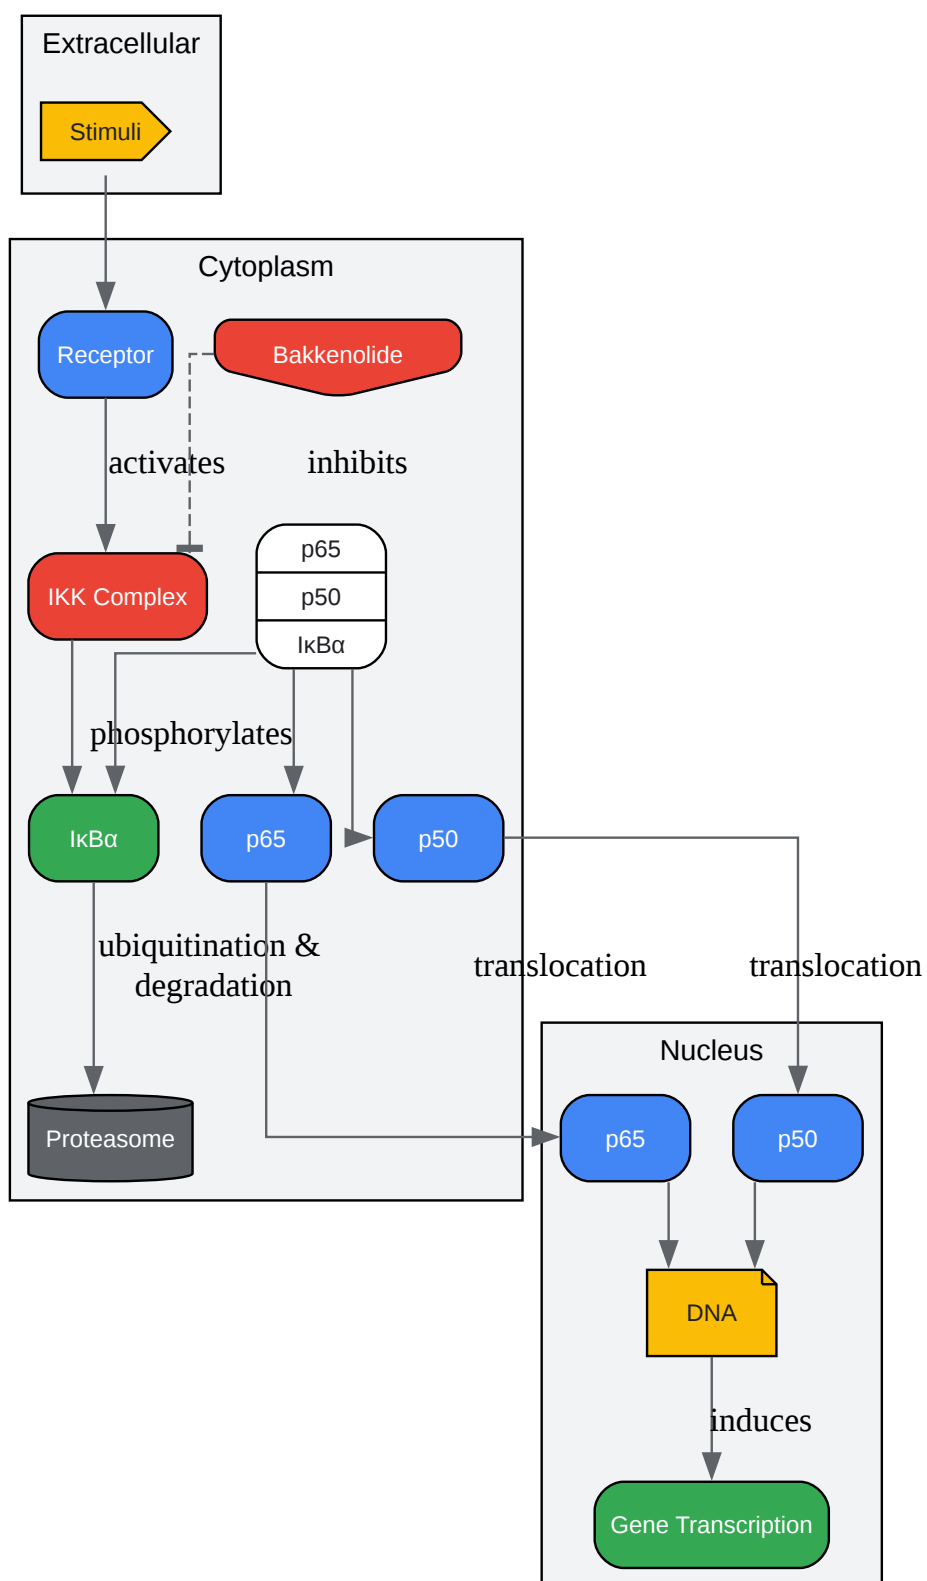 Extracellular
Stimuli
Cytoplasm
Receptor
Bakkenolide
activates
inhibits
p65
p50
IκBα
IKK Complex
phosphorylates
IκBα
p65
p50
ubiquitination &
degradation
translocation
translocation
Nucleus
Proteasome
p65
p50
DNA
induces
Gene Transcription